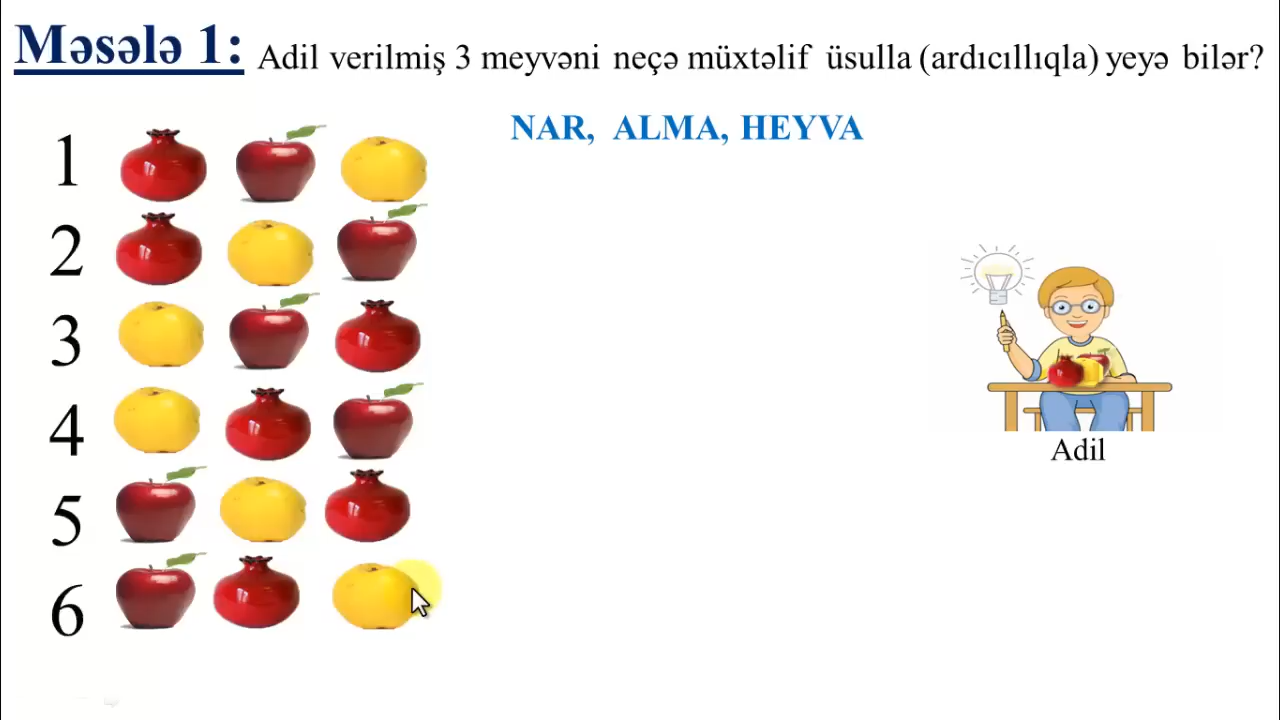 Məsələ 1: Adil verilmiş 3 meyvəni neçə müxtəlif üsulla (ardıcıllıqla) yeyə bilər?
NAR, ALMA, HEYVA
1
2
3
4
5
6
Adil